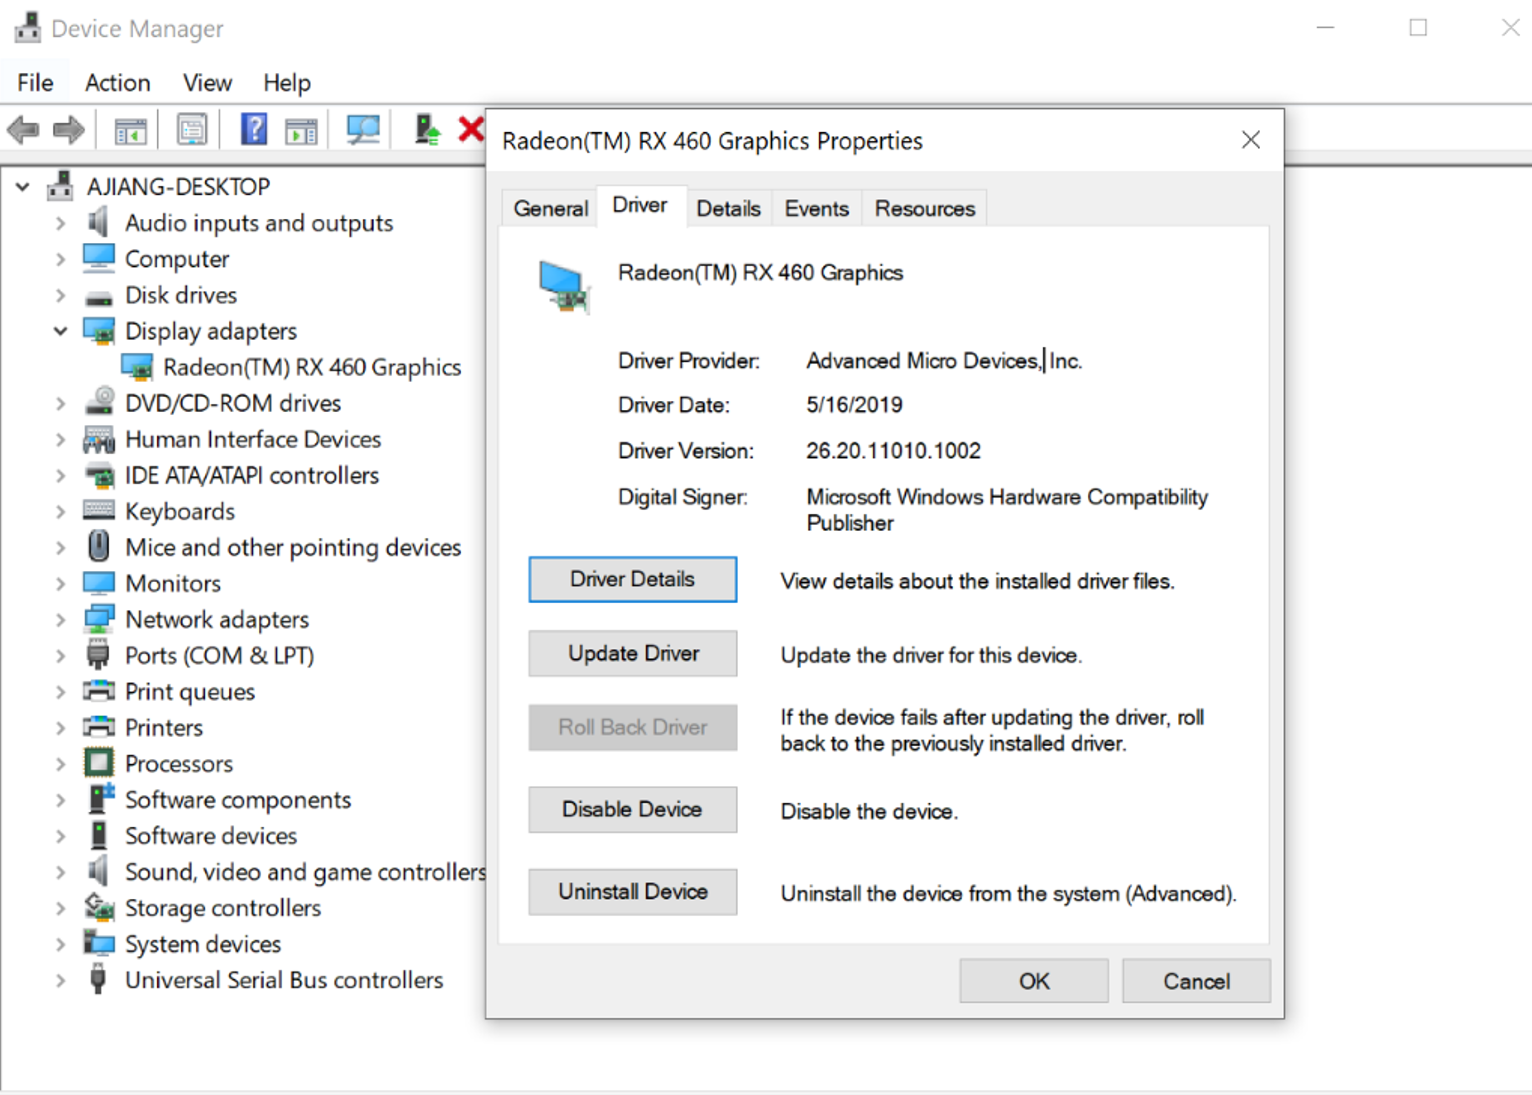 Device Manager
File Action View Help
AJIANG-DESKTOP
Audio inputs and outputs
Computer
Disk drives
Display adapters
Radeon(TM) RX 460 Graphics
DVD/CD-ROM drives
Human Interface Devices
IDE ATA/ATAPI controllers
Keyboards
Mice and other pointing devices
Monitors
Network adapters
Ports (COM & LPT)
Print queues
Printers
Processors
Software components
Software devices
Sound, video and game controllers
Storage controllers
System devices
Universal Serial Bus controllers
Radeon(TM) RX 460 Graphics Properties
General Driver Details Events Resources
Radeon(TM) RX 460 Graphics
Driver Provider: Advanced Micro Devices, Inc.
Driver Date: 5/16/2019
Driver Version: 26.20.11010.1002
Digital Signer: Microsoft Windows Hardware Compatibility
Publisher
Driver Details View details about the installed driver files.
Update Driver Update the driver for this device.
Roll Back Driver If the device fails after updating the driver, roll
back to the previously installed driver.
Disable Device Disable the device.
Uninstall Device Uninstall the device from the system (Advanced).
OK Cancel